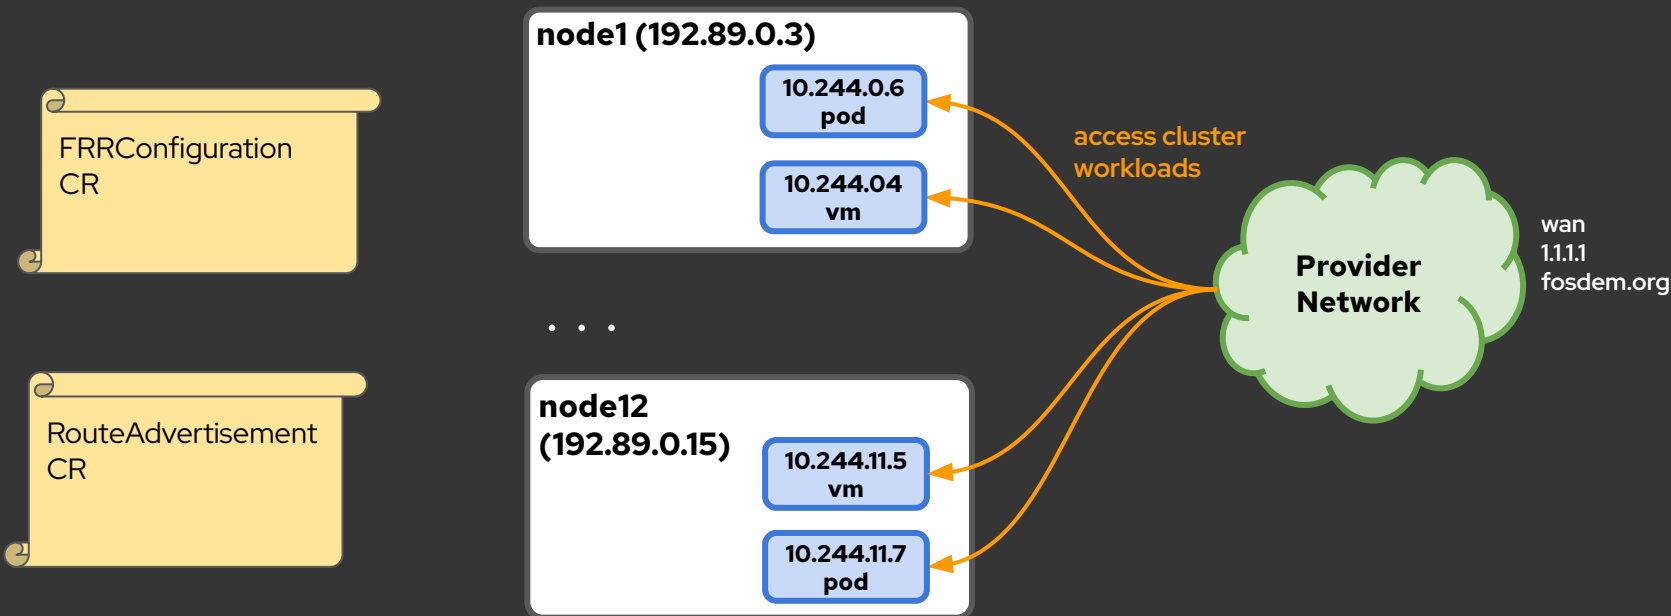 FRRConfiguration
CR
RouteAdvertisement
CR
node1 (192.89.0.3)
10.244.0.6
pod
10.244.04
vm
. . .
node12
(192.89.0.15)
10.244.11.5
vm
10.244.11.7
pod
access cluster
workloads
Provider
Network
wan
1.1.1.1
fosdem.org